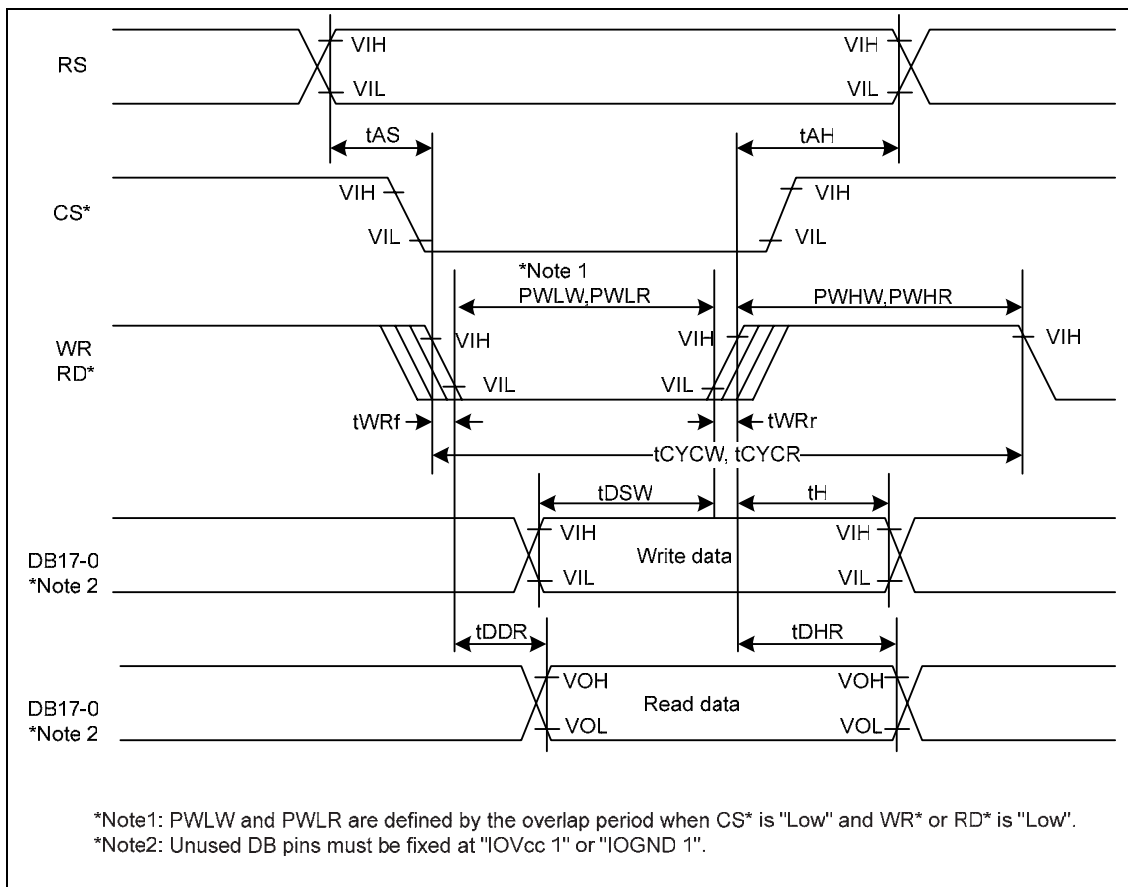 RS
VIH
VIH
VIL
VIL
tAS
tAH
CS*
VIH
VIH
VIL
VIL
*Note 1
PWLW,PWLR
PWHW,PWHR
WR
RD*
VIH
VIH
VIH
VIL
VIL
tWRf
tWRr
tCYCW, tCYCR
tDSW
tH
DB17-0
*Note 2
VIH
Write data
VIH
VIL
VIL
tDDR
tDHR
DB17-0
*Note 2
VOH
Read data
VOH
VOL
VOL
*Note1: PWLW and PWLR are defined by the overlap period when CS* is "Low" and WR* or RD* is "Low".
*Note2: Unused DB pins must be fixed at "IOVcc 1" or "IOGND 1".